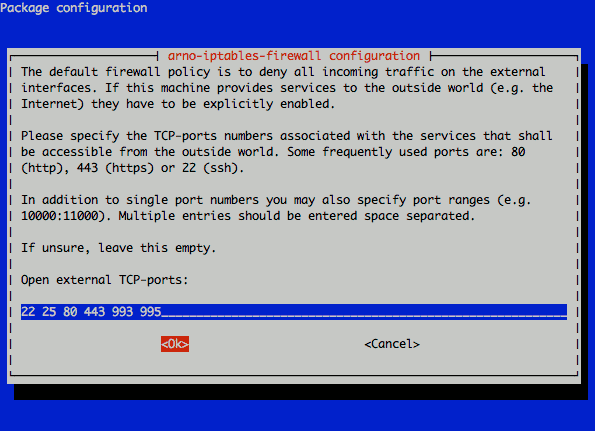 Package configuration
arno-iptables-firewall configuration
The default firewall policy is to deny all incoming traffic on the external
interfaces. If this machine provides services to the outside world (e.g. the
Internet) they have to be explicitly enabled.
Please specify the TCP-ports numbers associated with the services that shall
be accessible from the outside world. Some frequently used ports are: 80
(http), 443 (https) or 22 (ssh).
In addition to single port numbers you may also specify port ranges (e.g.
10000:11000). Multiple entries should be entered space separated.
If unsure, leave this empty.
Open external TCP-ports:
22 25 80 443 993 995
<Ok> <Cancel>